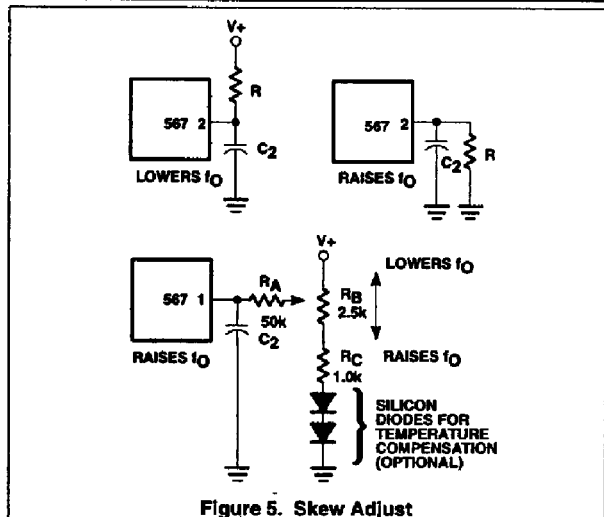 V+
R
567 2
C2
LOWERS fO
567 2
C2
R
RAISES fO
V+
LOWERS fO
567 1
RA
50k
C2
RB
2.5k
RAISES fO
RC
1.0k
RAISES fO
SILICON
DIODES FOR
TEMPERATURE
COMPENSATION
(OPTIONAL)
Figure 5. Skew Adjust